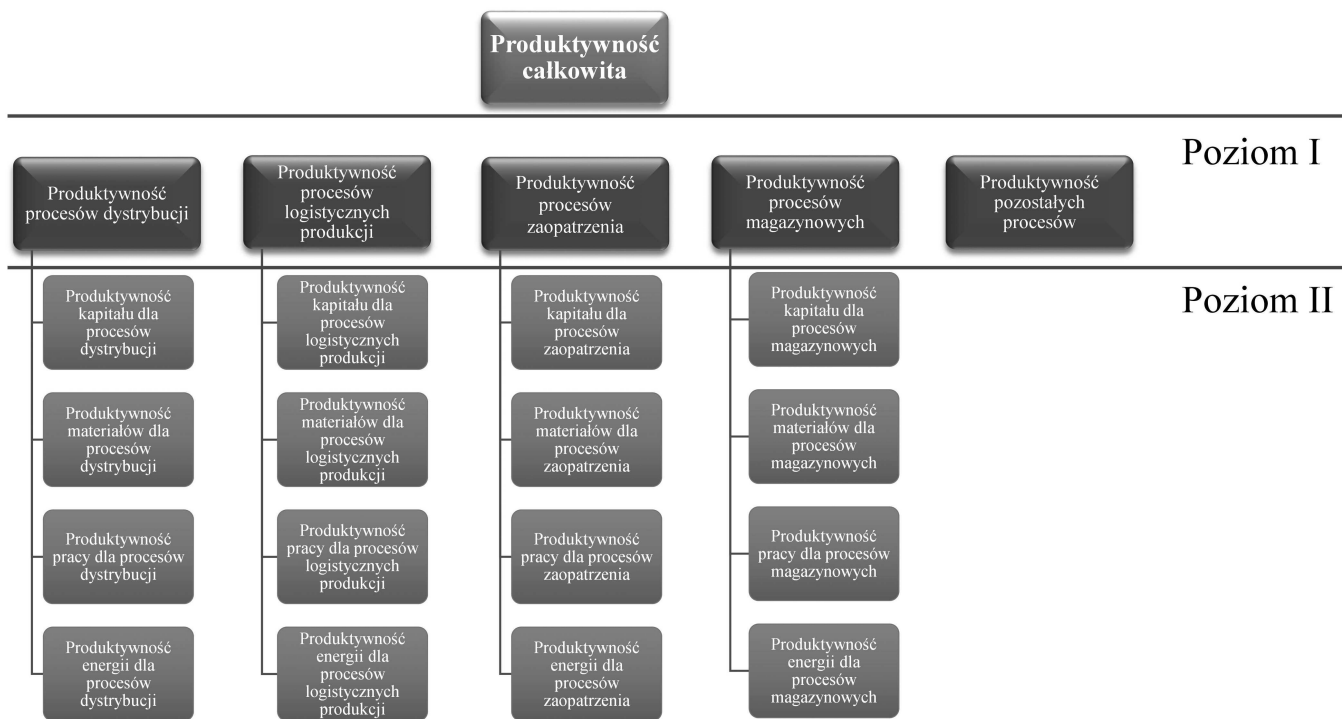 Produktywność
całkowita
Poziom I
Produktywność
procesów dystrybucji
Produktywność
procesów
logistycznych
produkcji
Produktywność
procesów
zaopatrzenia
Produktywność
procesów
magazynowych
Produktywność
pozostałych
procesów
Poziom II
Produktywność
kapitału dla
procesów
dystrybucji
Produktywność
materiałów dla
procesów
dystrybucji
Produktywność
pracy dla procesów
dystrybucji
Produktywność
energii dla
procesów
dystrybucji
Produktywność
kapitału dla
procesów
logistycznych
produkcji
Produktywność
materiałów dla
procesów
logistycznych
produkcji
Produktywność
pracy dla procesów
logistycznych
produkcji
Produktywność
energii dla
procesów
logistycznych
produkcji
Produktywność
kapitału dla
procesów
zaopatrzenia
Produktywność
materiałów dla
procesów
zaopatrzenia
Produktywność
pracy dla procesów
zaopatrzenia
Produktywność
energii dla
procesów
zaopatrzenia
Produktywność
kapitału dla
procesów
magazynowych
Produktywność
materiałów dla
procesów
magazynowych
Produktywność
pracy dla procesów
magazynowych
Produktywność
energii dla
procesów
magazynowych